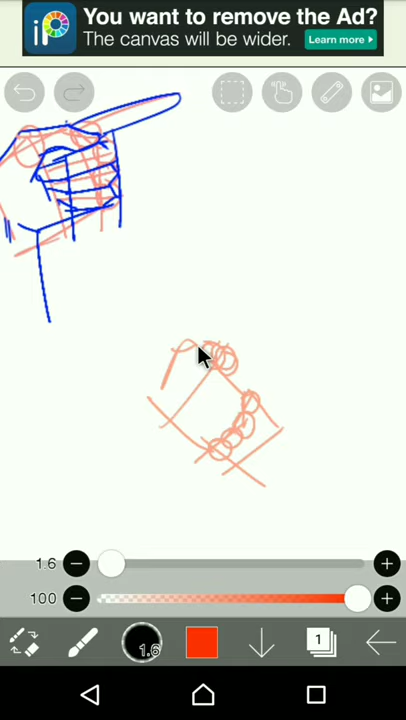 You want to remove the Ad?
The canvas will be wider.
Learn more
iP
1.6
100
1.6
1